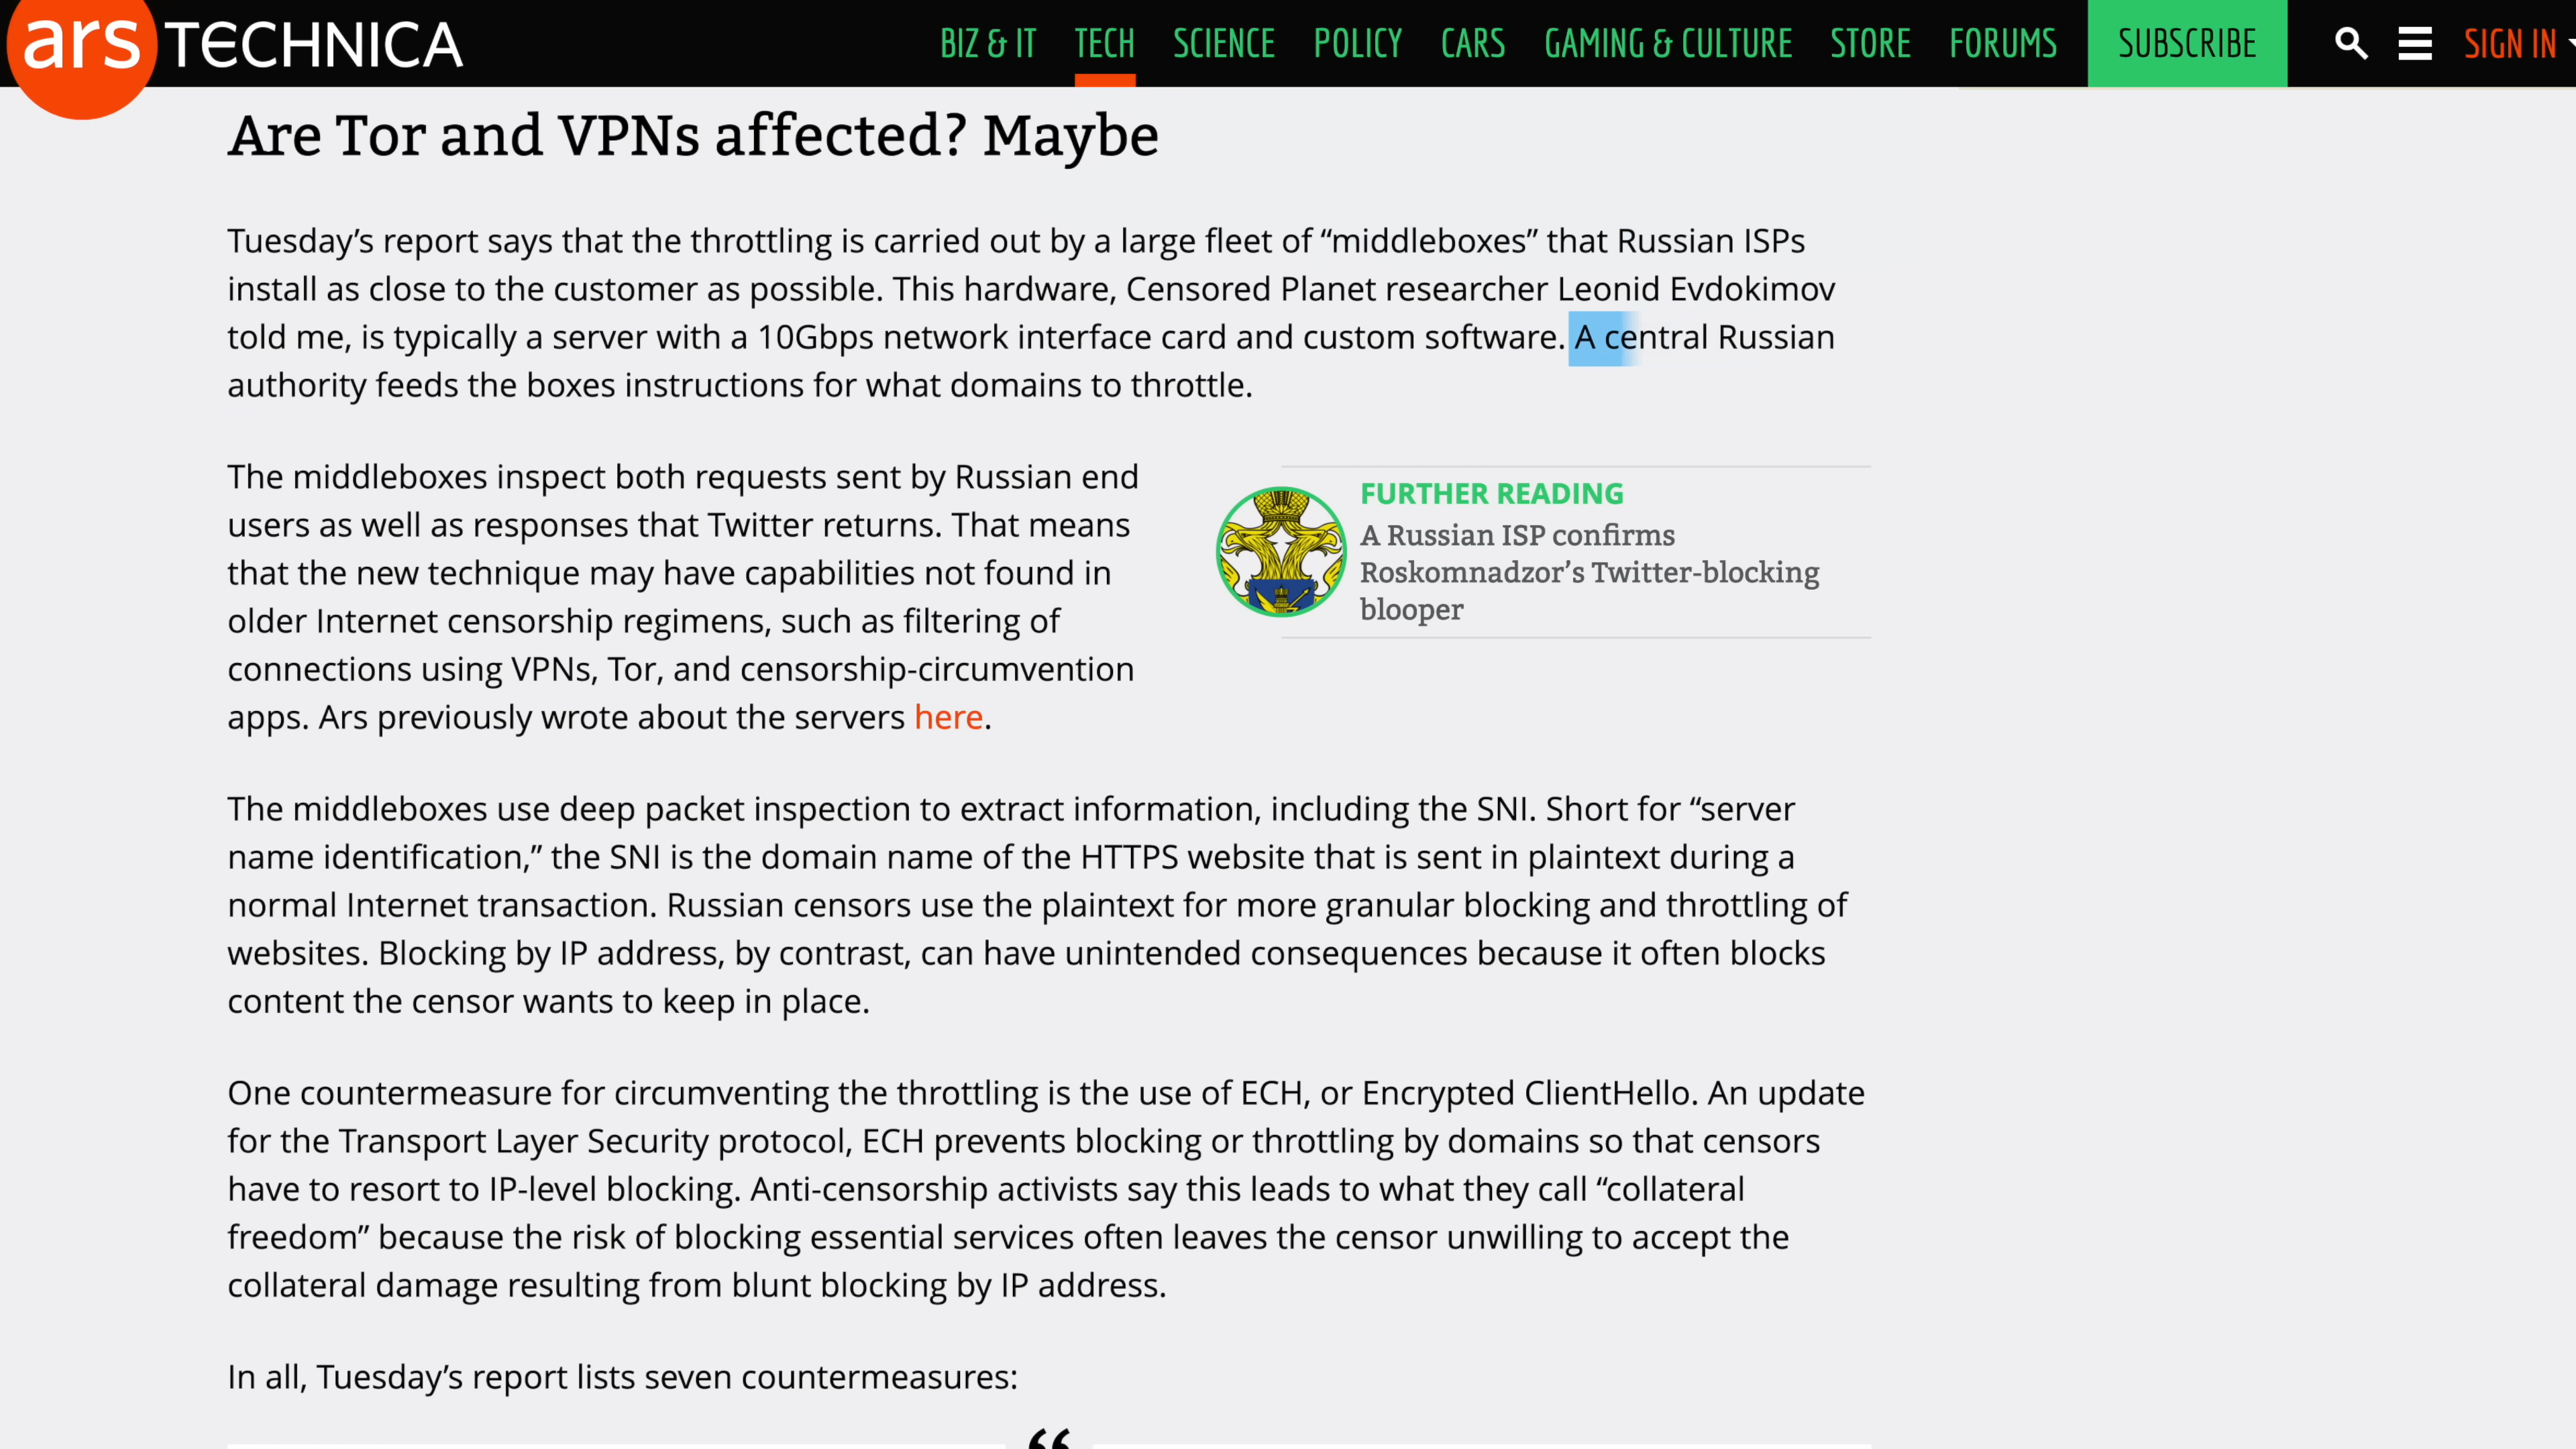 ars TECHNICA
BIZ & IT TECH SCIENCE POLICY CARS GAMING & CULTURE STORE FORUMS SUBSCRIBE SIGN IN
Are Tor and VPNs affected? Maybe
Tuesday’s report says that the throttling is carried out by a large fleet of “middleboxes” that Russian ISPs
install as close to the customer as possible. This hardware, Censored Planet researcher Leonid Evdokimov
told me, is typically a server with a 10Gbps network interface card and custom software. A central Russian
authority feeds the boxes instructions for what domains to throttle.
The middleboxes inspect both requests sent by Russian end
users as well as responses that Twitter returns. That means
that the new technique may have capabilities not found in
older Internet censorship regimens, such as filtering of
connections using VPNs, Tor, and censorship-circumvention
apps. Ars previously wrote about the servers here.
FURTHER READING
A Russian ISP confirms
Roskomnadzor’s Twitter-blocking
blooper
The middleboxes use deep packet inspection to extract information, including the SNI. Short for “server
name identification,” the SNI is the domain name of the HTTPS website that is sent in plaintext during a
normal Internet transaction. Russian censors use the plaintext for more granular blocking and throttling of
websites. Blocking by IP address, by contrast, can have unintended consequences because it often blocks
content the censor wants to keep in place.
One countermeasure for circumventing the throttling is the use of ECH, or Encrypted ClientHello. An update
for the Transport Layer Security protocol, ECH prevents blocking or throttling by domains so that censors
have to resort to IP-level blocking. Anti-censorship activists say this leads to what they call “collateral
freedom” because the risk of blocking essential services often leaves the censor unwilling to accept the
collateral damage resulting from blunt blocking by IP address.
In all, Tuesday’s report lists seven countermeasures:
“